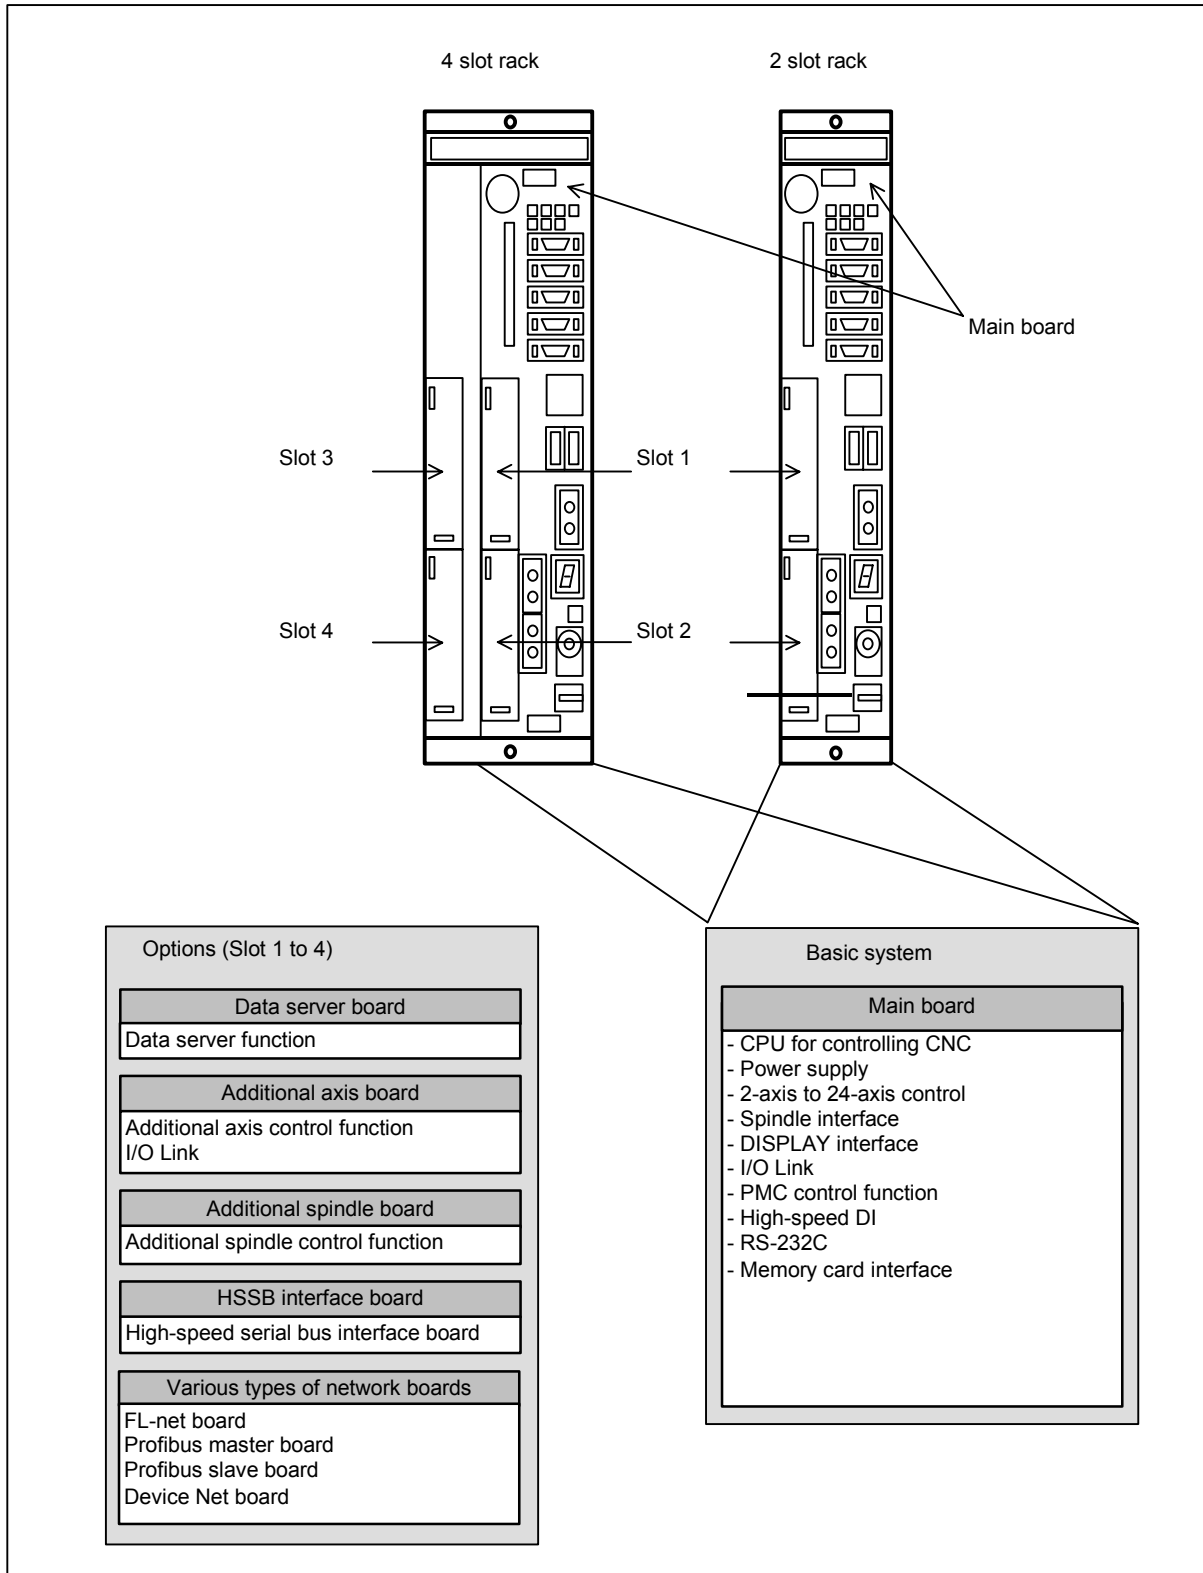 4 slot rack
2 slot rack
Main board
Slot 3
Slot 1
Slot 4
Slot 2
Options (Slot 1 to 4)
Data server board
Data server function
Additional axis board
Additional axis control function
I/O Link
Additional spindle board
Additional spindle control function
HSSB interface board
High-speed serial bus interface board
Various types of network boards
FL-net board
Profibus master board
Profibus slave board
Device Net board
Basic system
Main board
- CPU for controlling CNC
- Power supply
- 2-axis to 24-axis control
- Spindle interface
- DISPLAY interface
- I/O Link
- PMC control function
- High-speed DI
- RS-232C
- Memory card interface